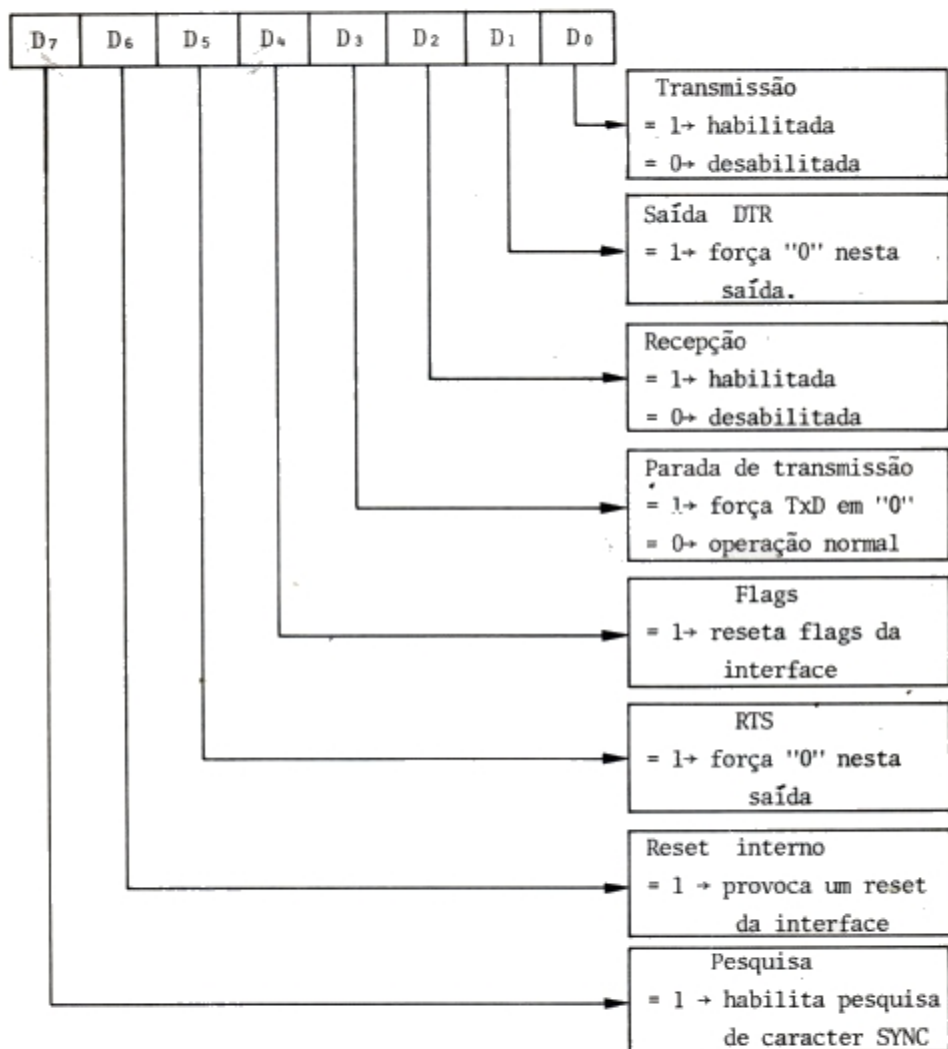 D7 D6 D5 D4 D3 D2 D1 D0
Transmissão
= 1→ habilitada
= 0→ desabilitada
Saída DTR
= 1→ força "0" nesta
saída.
Recepção
= 1→ habilitada
= 0→ desabilitada
Parada de transmissão
= 1→ força TxD em "0"
= 0→ operação normal
Flags
= 1→ reseta flags da
interface
RTS
= 1→ força "0" nesta
saída
Reset interno
= 1 → provoca um reset
da interface
Pesquisa
= 1 → habilita pesquisa
de caracter SYNC